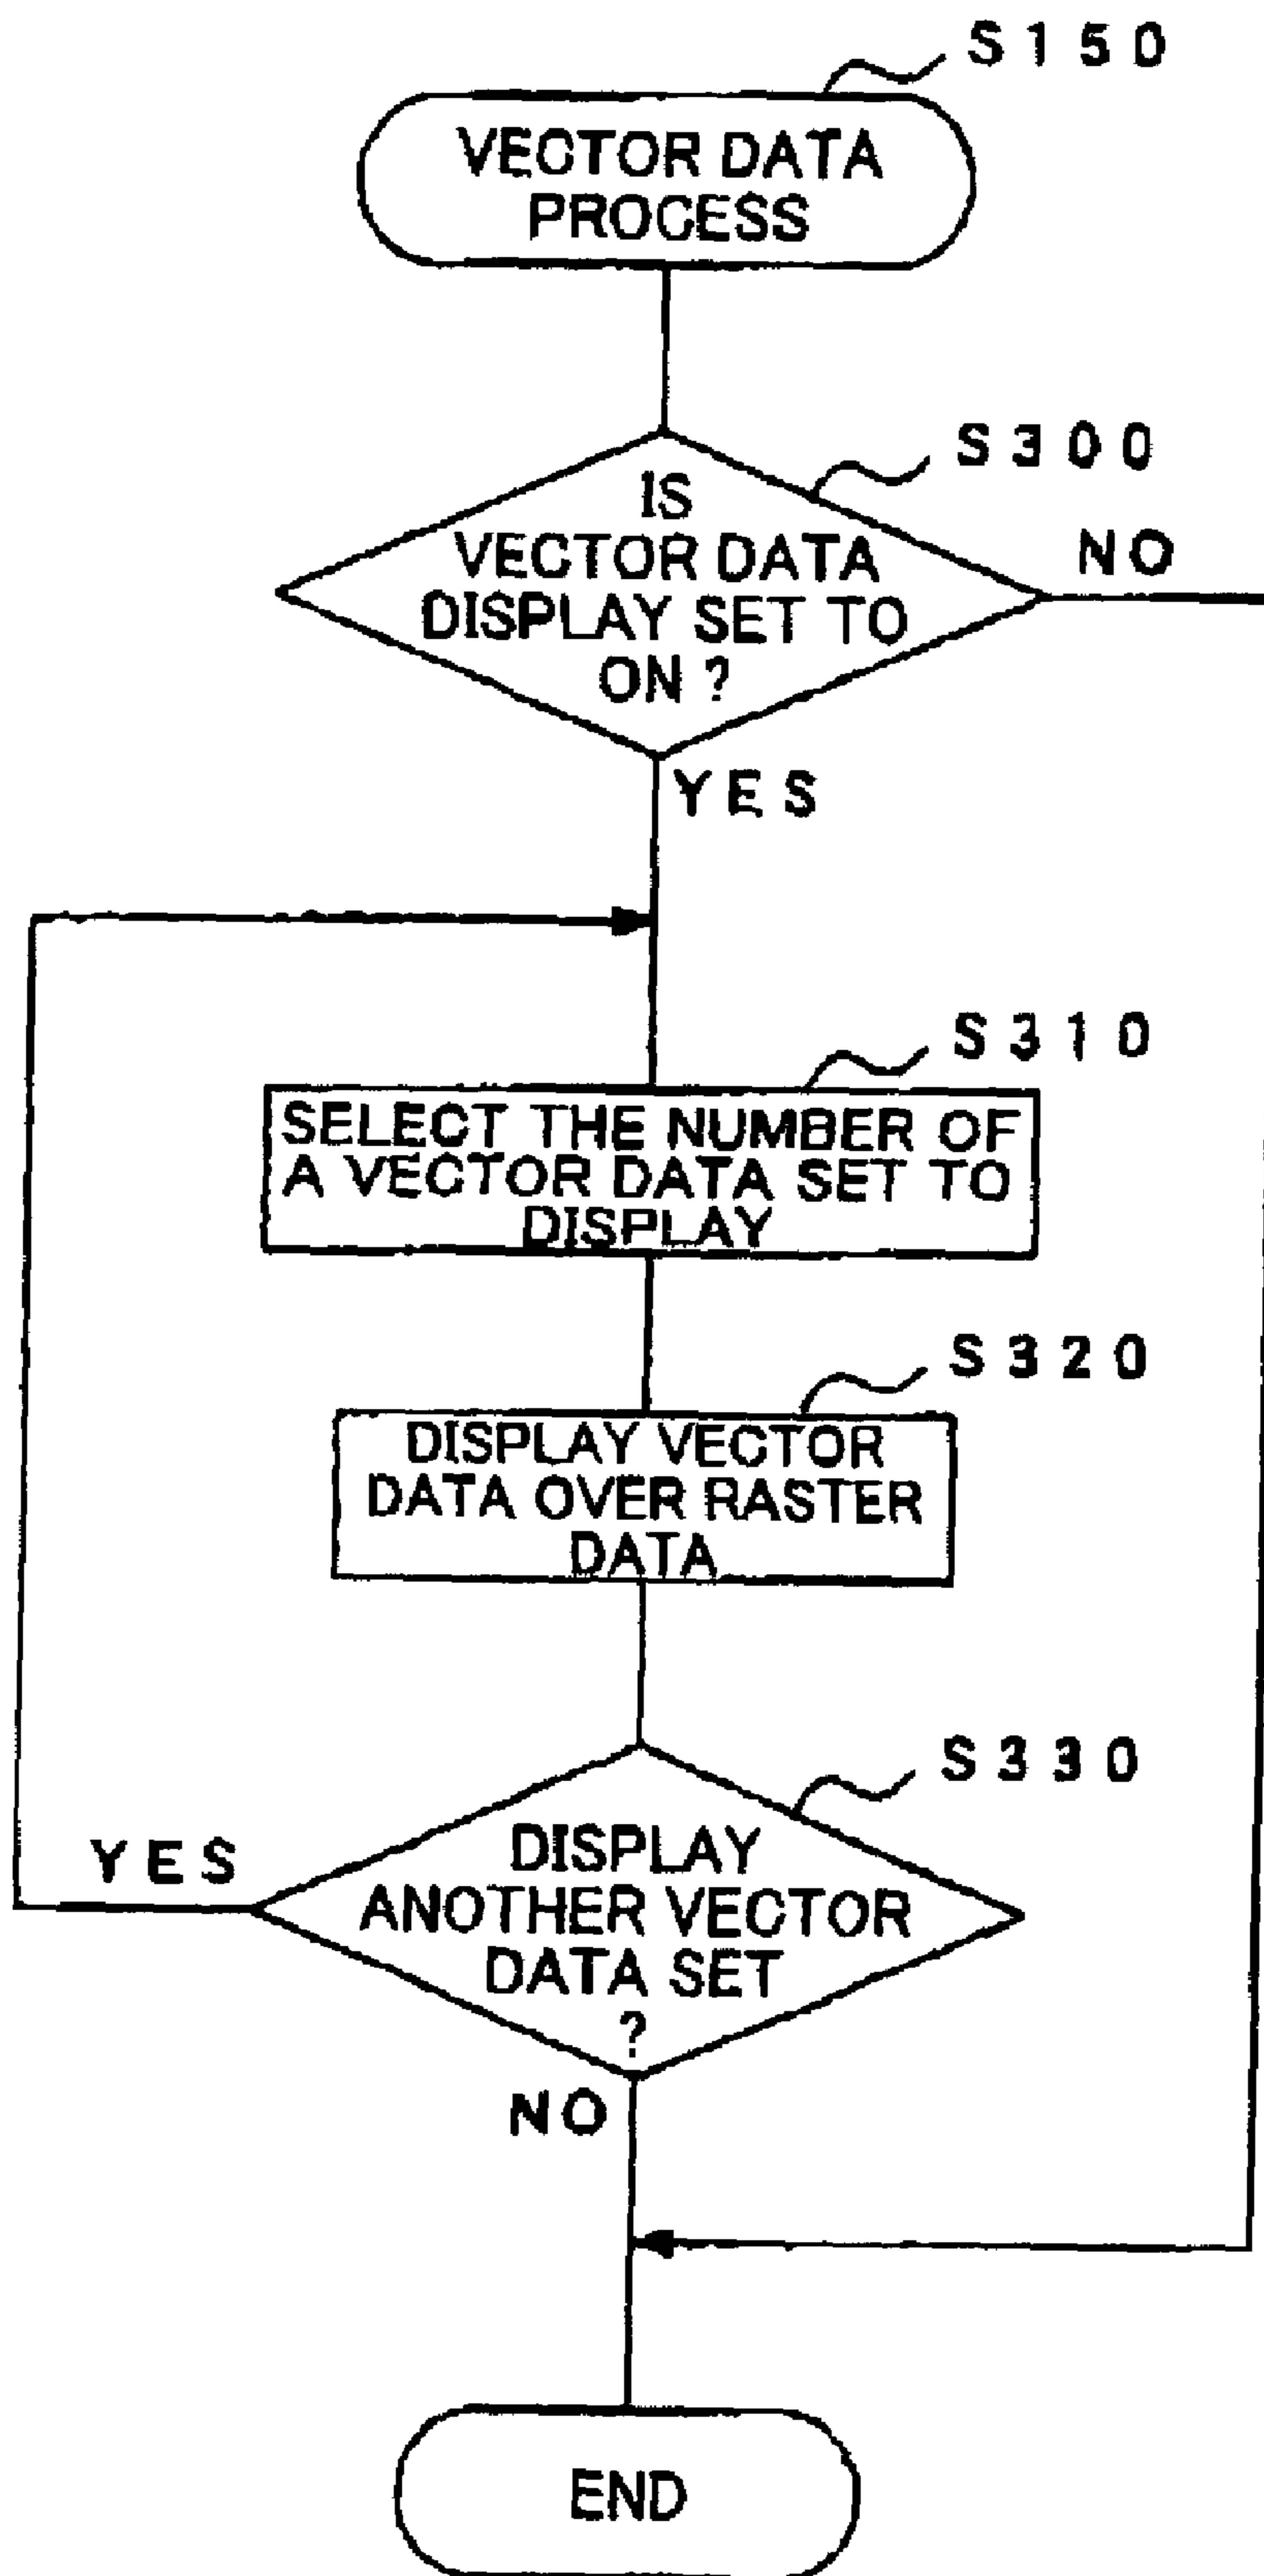 S150
VECTOR DATA
PROCESS
S300
IS
VECTOR DATA
DISPLAY SET TO
ON ?
NO
YES
S310
SELECT THE NUMBER OF
A VECTOR DATA SET TO
DISPLAY
S320
DISPLAY VECTOR
DATA OVER RASTER
DATA
S330
DISPLAY
ANOTHER VECTOR
DATA SET
?
YES
NO
END